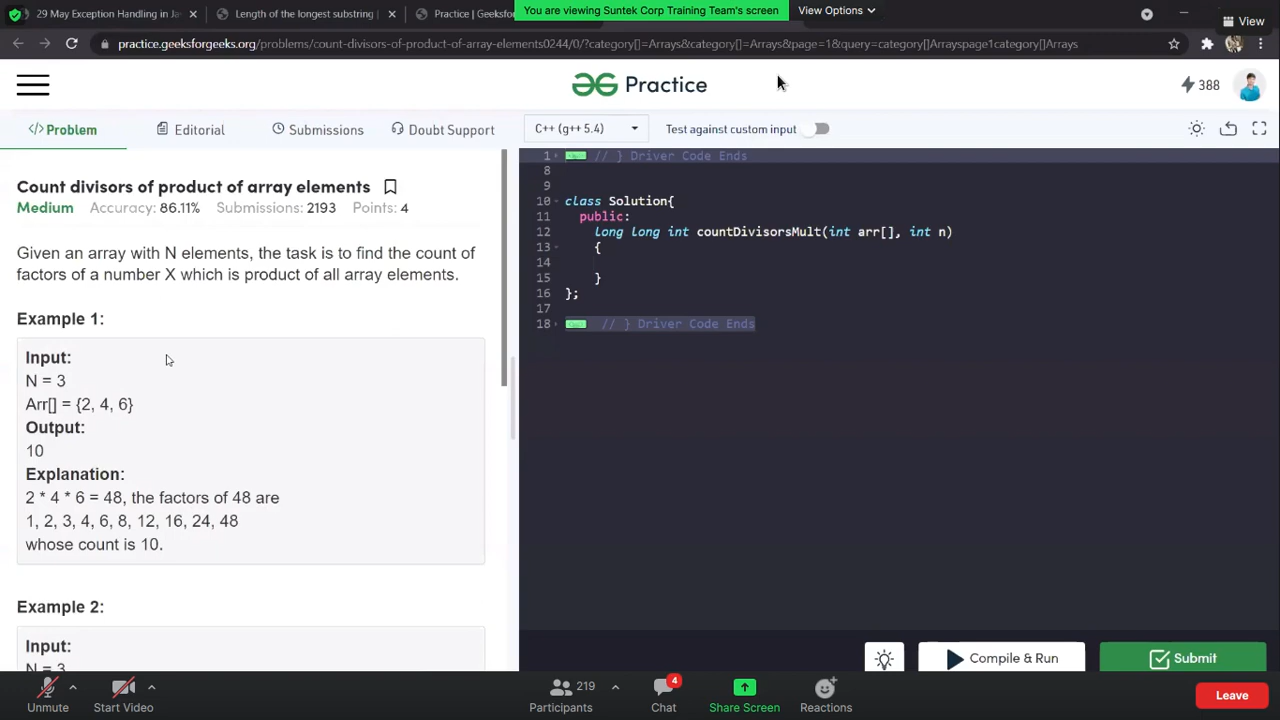 29 May Exception Handling in Ja
Length of the longest substring |
Practice | Geeksfor
You are viewing Suntek Corp Training Team's screen
View Options
View
practice.geeksforgeeks.org/problems/count-divisors-of-product-of-array-elements0244/0/?category[]=Arrays&category[]=Arrays&page=1&query=category[]Arrayspage1category[]Arrays
Practice
388
</>Problem
Editorial
Submissions
Doubt Support
C++ (g++ 5.4)
Test against custom input
Count divisors of product of array elements
Medium Accuracy: 86.11% Submissions: 2193 Points: 4
Given an array with N elements, the task is to find the count of
factors of a number X which is product of all array elements.
Example 1:
Input:
N = 3
Arr[] = {2, 4, 6}
Output:
10
Explanation:
2 * 4 * 6 = 48, the factors of 48 are
1, 2, 3, 4, 6, 8, 12, 16, 24, 48
whose count is 10.
Example 2:
Input:
N = 3
1 // } Driver Code Ends
8
9
10 class Solution{
11 public:
12 long long int countDivisorsMult(int arr[], int n)
13 {
14
15 }
16 };
17
18 // } Driver Code Ends
Compile & Run
Submit
Unmute
Start Video
219
Participants
4
Chat
Share Screen
Reactions
Leave